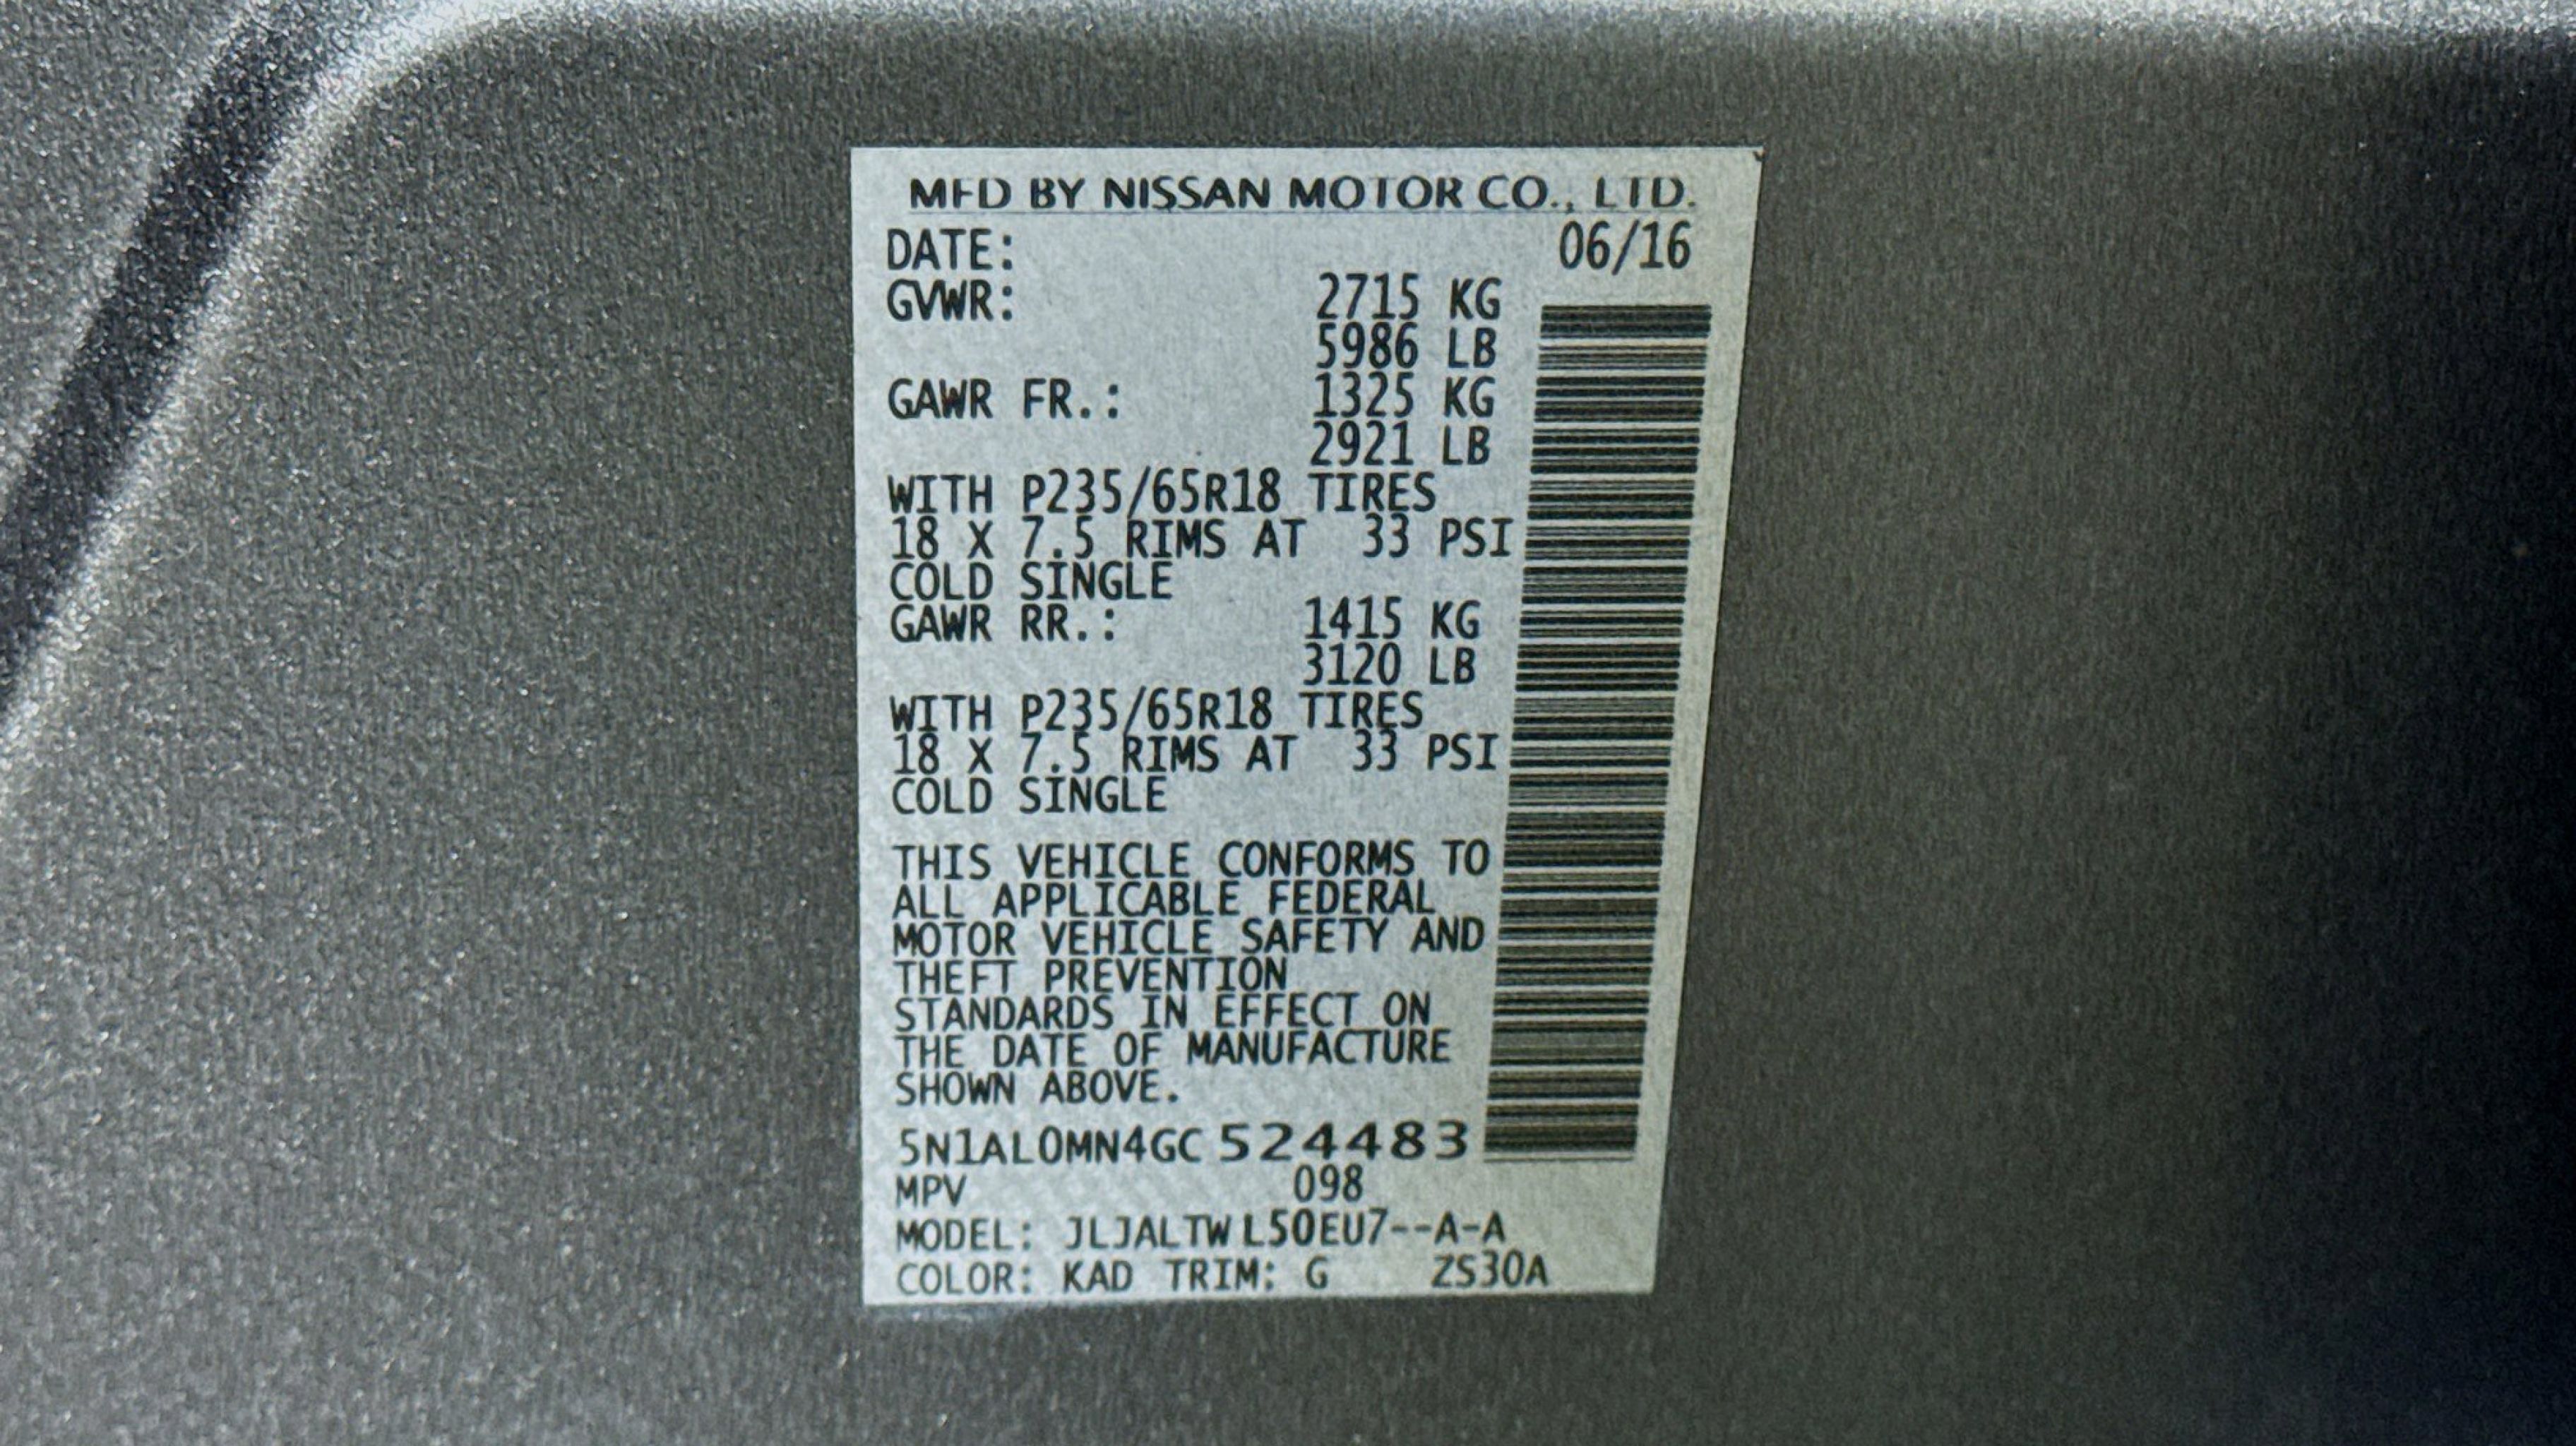 MFD BY NISSAN MOTOR CO., LTD.
DATE: 06/16
GVWR: 2715 KG
5986 LB
GAWR FR.: 1325 KG
2921 LB
WITH P235/65R18 TIRES
18 X 7.5 RIMS AT 33 PSI
COLD SINGLE
GAWR RR.: 1415 KG
3120 LB
WITH P235/65R18 TIRES
18 X 7.5 RIMS AT 33 PSI
COLD SINGLE
THIS VEHICLE CONFORMS TO
ALL APPLICABLE FEDERAL
MOTOR VEHICLE SAFETY AND
THEFT PREVENTION
STANDARDS IN EFFECT ON
THE DATE OF MANUFACTURE
SHOWN ABOVE.
5N1AL0MN4GC 524483
MPV 098
MODEL: JLJALTWL50EU7--A-A
COLOR: KAD TRIM: G ZS30A